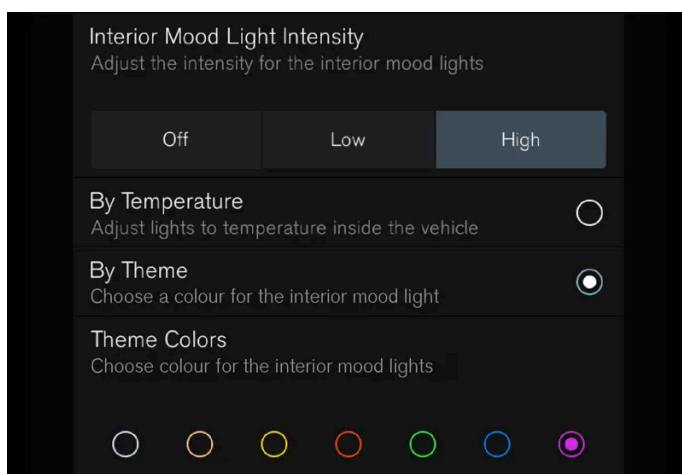 Interior Mood Light Intensity
Adjust the intensity for the interior mood lights
Off Low High
By Temperature
Adjust lights to temperature inside the vehicle
By Theme
Choose a colour for the interior mood light
Theme Colors
Choose colour for the interior mood lights